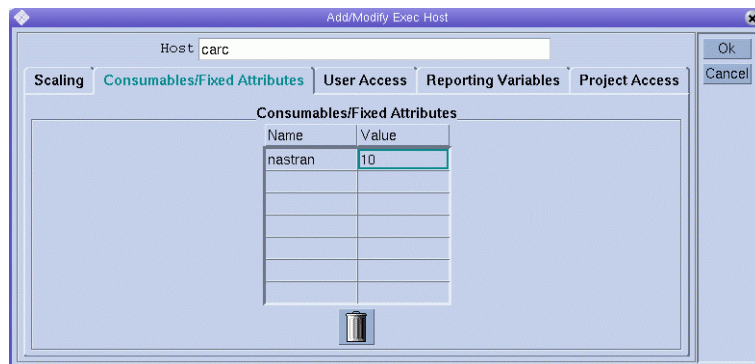 Add/Modify Exec Host
Host carc
Ok
Cancel
Scaling Consumables/Fixed Attributes User Access Reporting Variables Project Access
Consumables/Fixed Attributes
Name Value
nastran 10